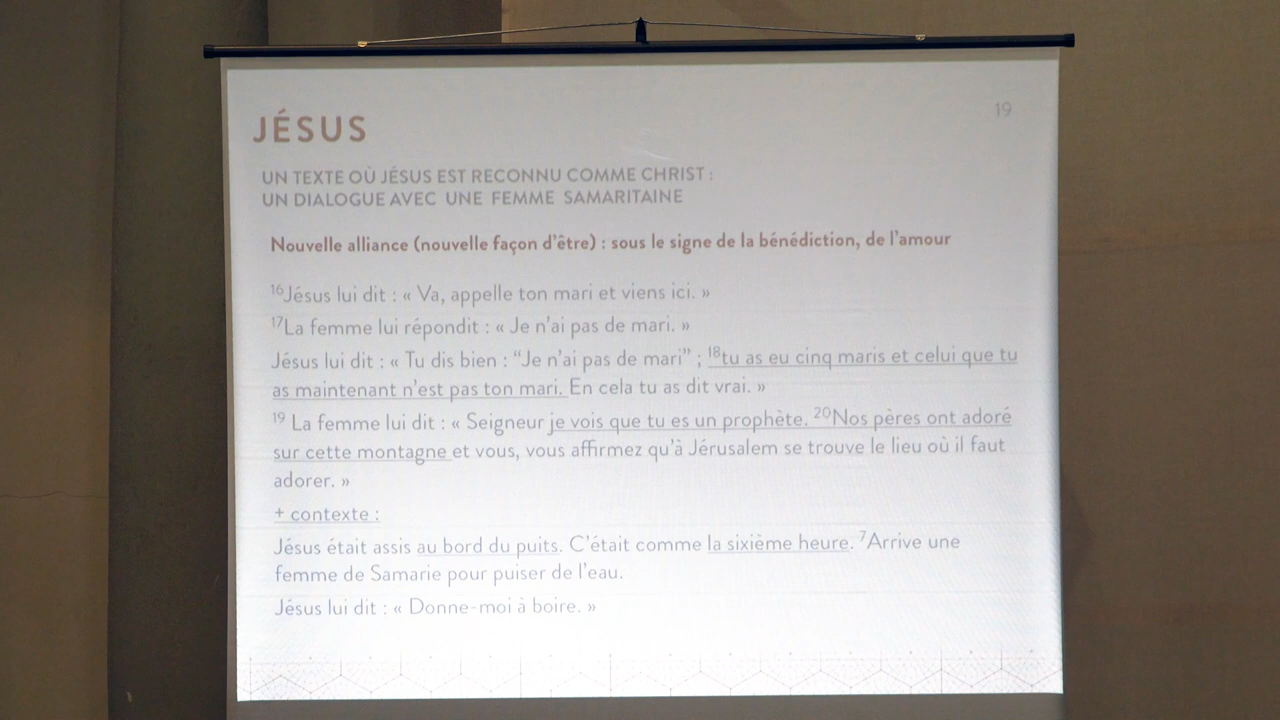 19
JÉSUS
UN TEXTE OÙ JÉSUS EST RECONNU COMME CHRIST :
UN DIALOGUE AVEC UNE FEMME SAMARITAINE
Nouvelle alliance (nouvelle façon d'être) : sous le signe de la bénédiction, de l'amour
¹⁶Jésus lui dit : « Va, appelle ton mari et viens ici. »
¹⁷La femme lui répondit : « Je n'ai pas de mari. »
Jésus lui dit : « Tu dis bien : “Je n'ai pas de mari” ; ¹⁸tu as eu cinq maris et celui que tu
as maintenant n'est pas ton mari. En cela tu as dit vrai. »
¹⁹ La femme lui dit : « Seigneur je vois que tu es un prophète. ²⁰Nos pères ont adoré
sur cette montagne et vous, vous affirmez qu'à Jérusalem se trouve le lieu où il faut
adorer. »
+ contexte :
Jésus était assis au bord du puits. C'était comme la sixième heure. ⁷Arrive une
femme de Samarie pour puiser de l'eau.
Jésus lui dit : « Donne-moi à boire. »